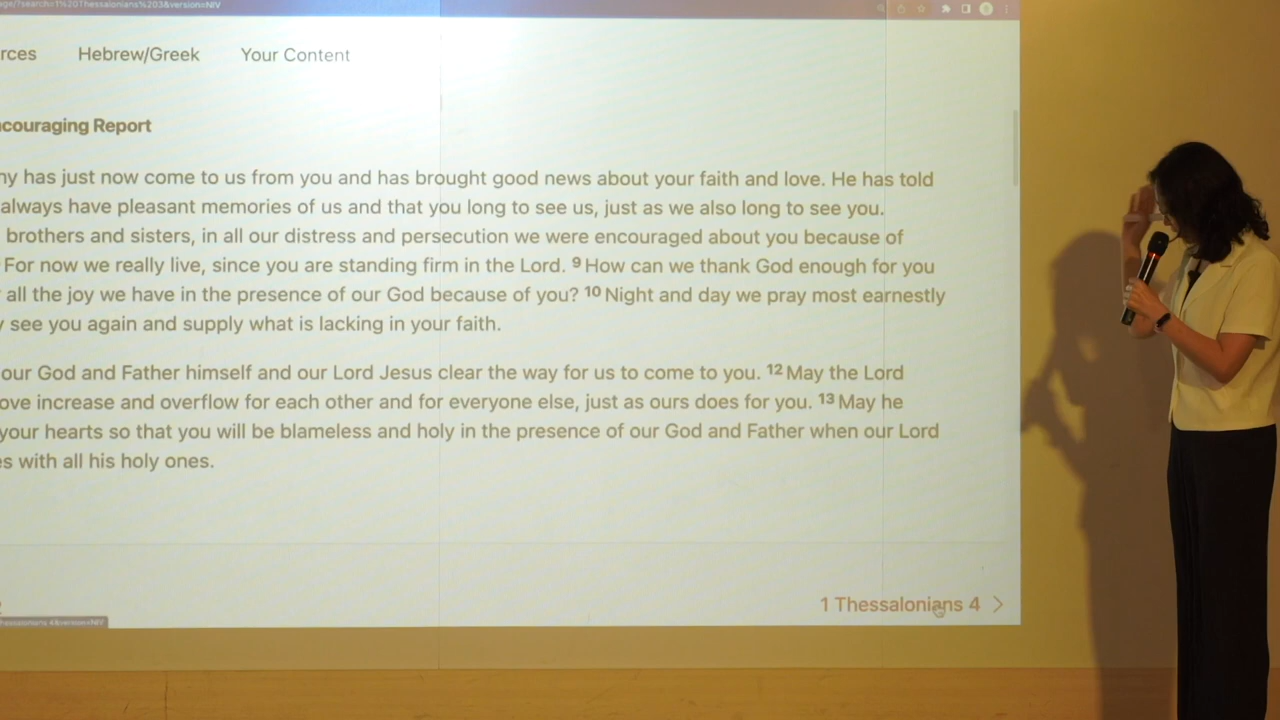 age/?search=1%20Thessalonians%203&version=NIV
rces Hebrew/Greek Your Content
couraging Report
hy has just now come to us from you and has brought good news about your faith and love. He has told
always have pleasant memories of us and that you long to see us, just as we also long to see you.
brothers and sisters, in all our distress and persecution we were encouraged about you because of
For now we really live, since you are standing firm in the Lord. 9 How can we thank God enough for you
all the joy we have in the presence of our God because of you? 10 Night and day we pray most earnestly
y see you again and supply what is lacking in your faith.
our God and Father himself and our Lord Jesus clear the way for us to come to you. 12 May the Lord
ove increase and overflow for each other and for everyone else, just as ours does for you. 13 May he
your hearts so that you will be blameless and holy in the presence of our God and Father when our Lord
es with all his holy ones.
1 Thessalonians 4